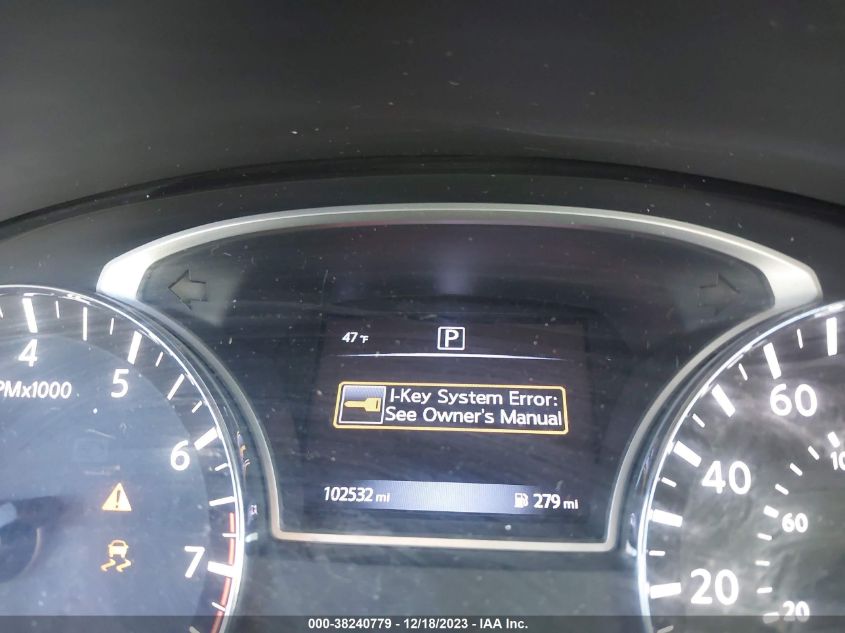 47°F
P
I-Key System Error:
See Owner's Manual
102532 mi
279 mi
4
5
6
7
60
40
20
60
20
000-38240779 - 12/18/2023 - IAA Inc.